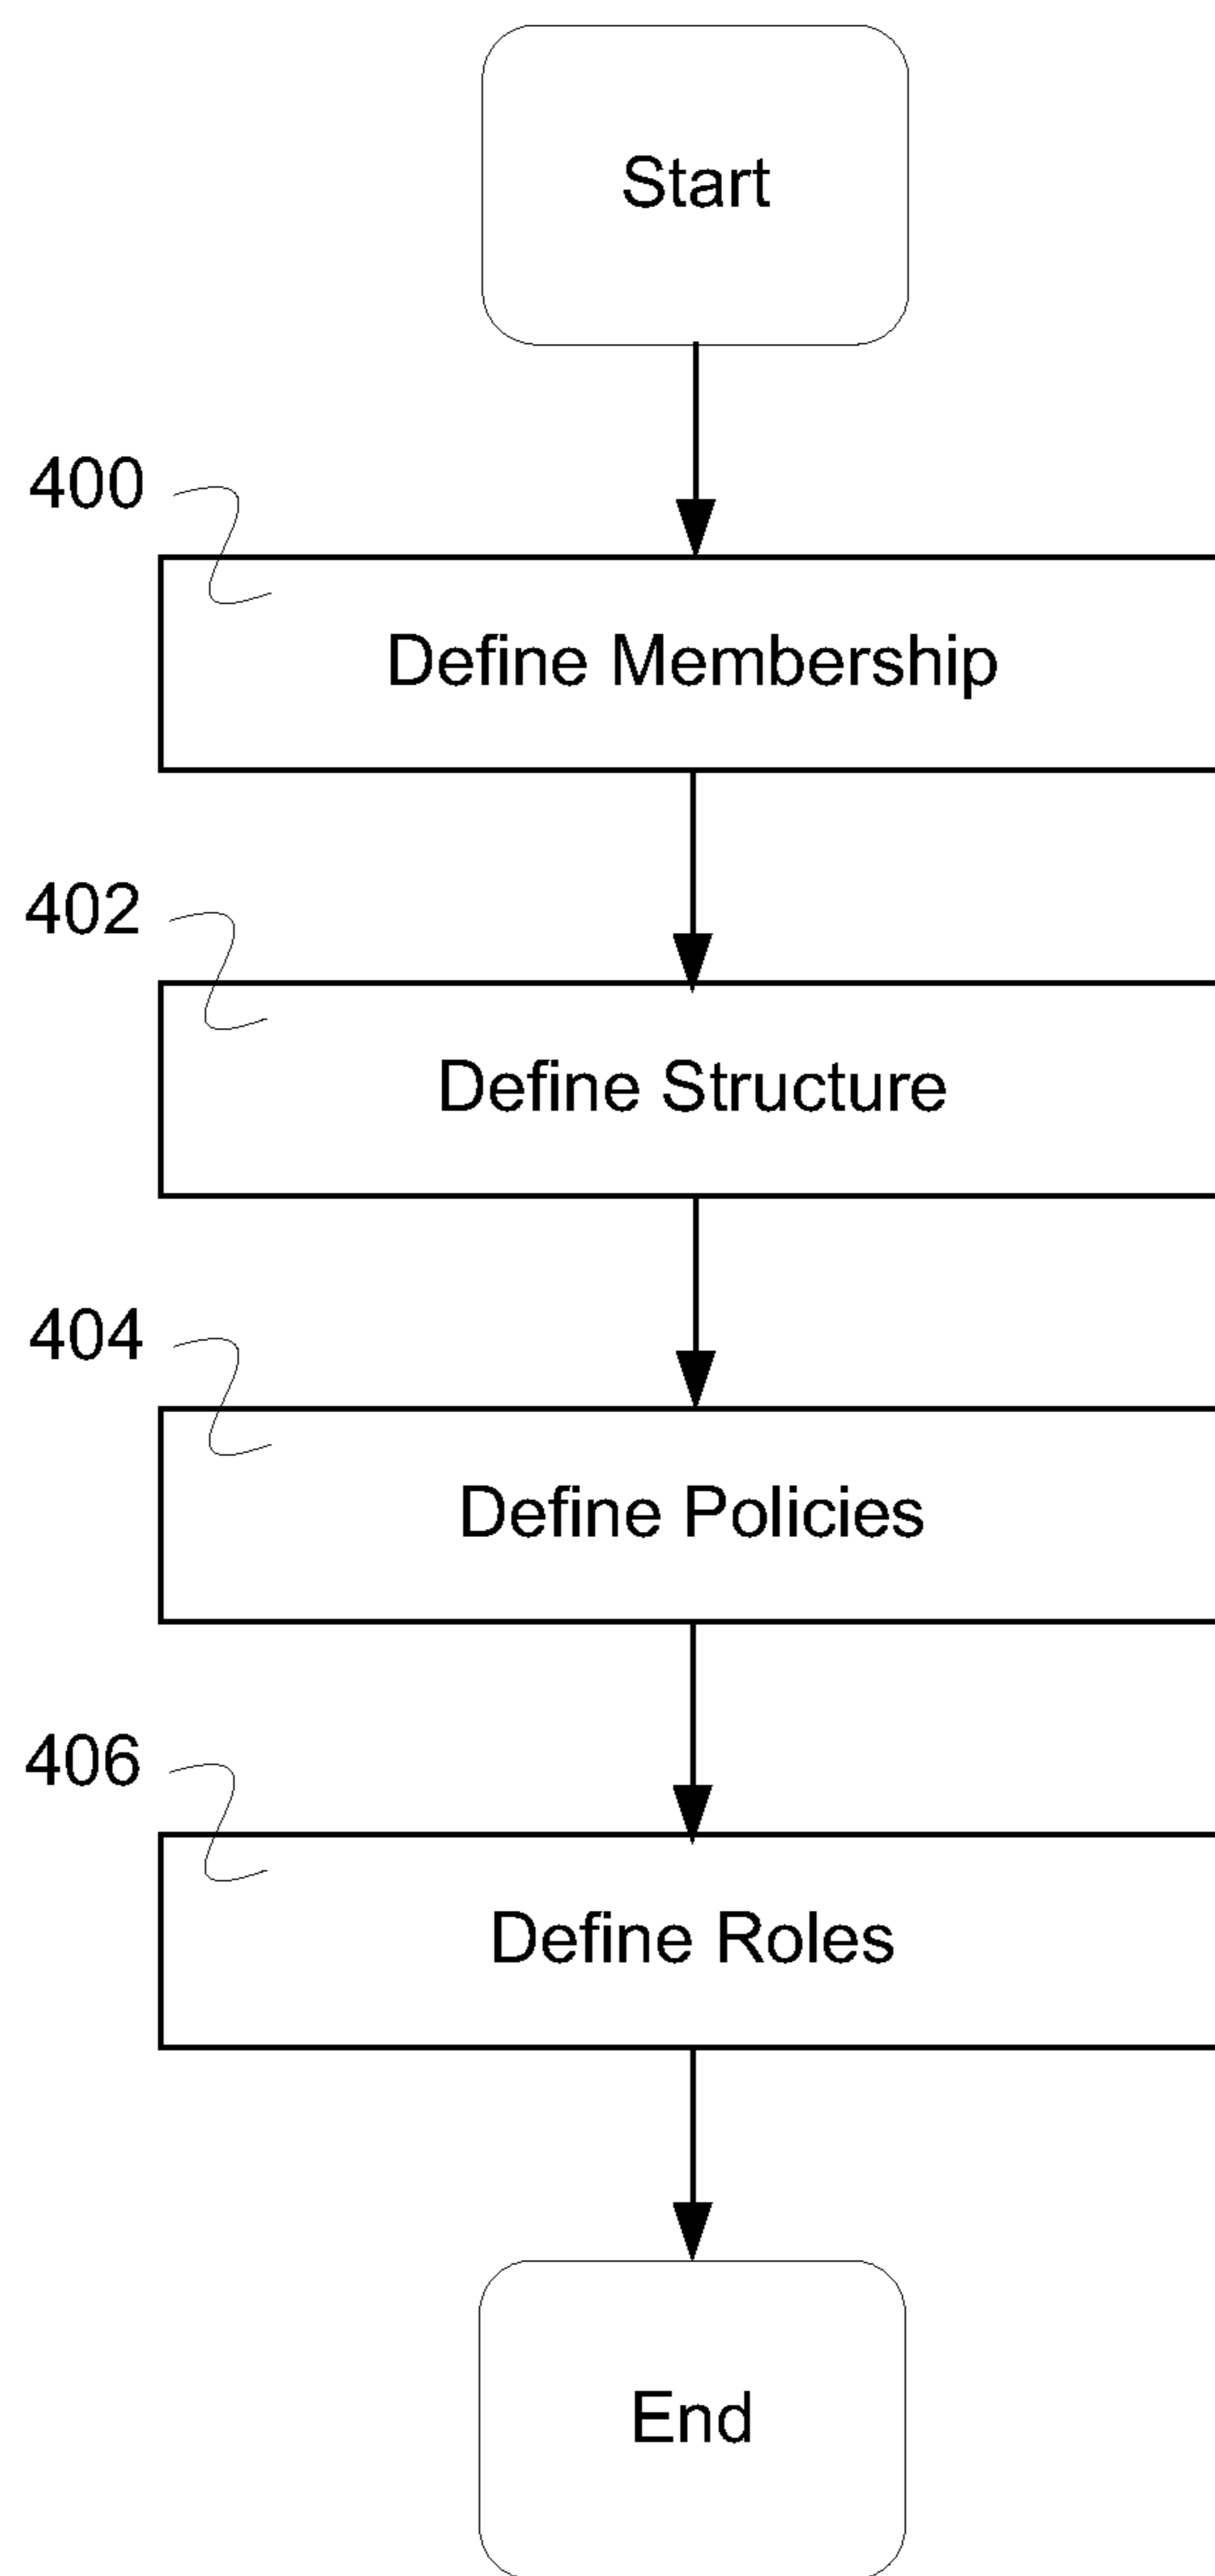 Start
400
Define Membership
402
Define Structure
404
Define Policies
406
Define Roles
End